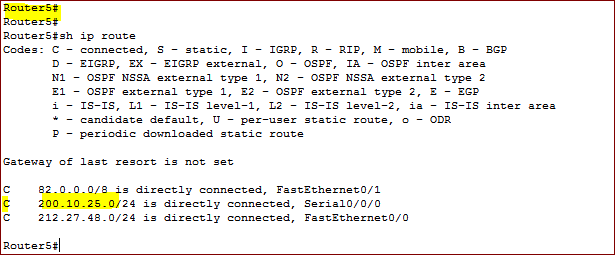 Router5#
Router5#
Router5#sh ip route
Codes: C - connected, S - static, I - IGRP, R - RIP, M - mobile, B - BGP
       D - EIGRP, EX - EIGRP external, O - OSPF, IA - OSPF inter area
       N1 - OSPF NSSA external type 1, N2 - OSPF NSSA external type 2
       E1 - OSPF external type 1, E2 - OSPF external type 2, E - EGP
       i - IS-IS, L1 - IS-IS level-1, L2 - IS-IS level-2, ia - IS-IS inter area
       * - candidate default, U - per-user static route, o - ODR
       P - periodic downloaded static route
Gateway of last resort is not set
C    82.0.0.0/8 is directly connected, FastEthernet0/1
C    200.10.25.0/24 is directly connected, Serial0/0/0
C    212.27.48.0/24 is directly connected, FastEthernet0/0
Router5#